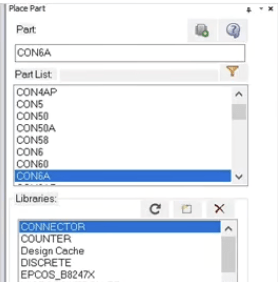 Place Part
Part:
CON6A
Part List:
CON4AP
CON5
CON50
CON50A
CON58
CON6
CON60
CON6A
Libraries:
CONNECTOR
COUNTER
Design Cache
DISCRETE
EPCOS_B8247X